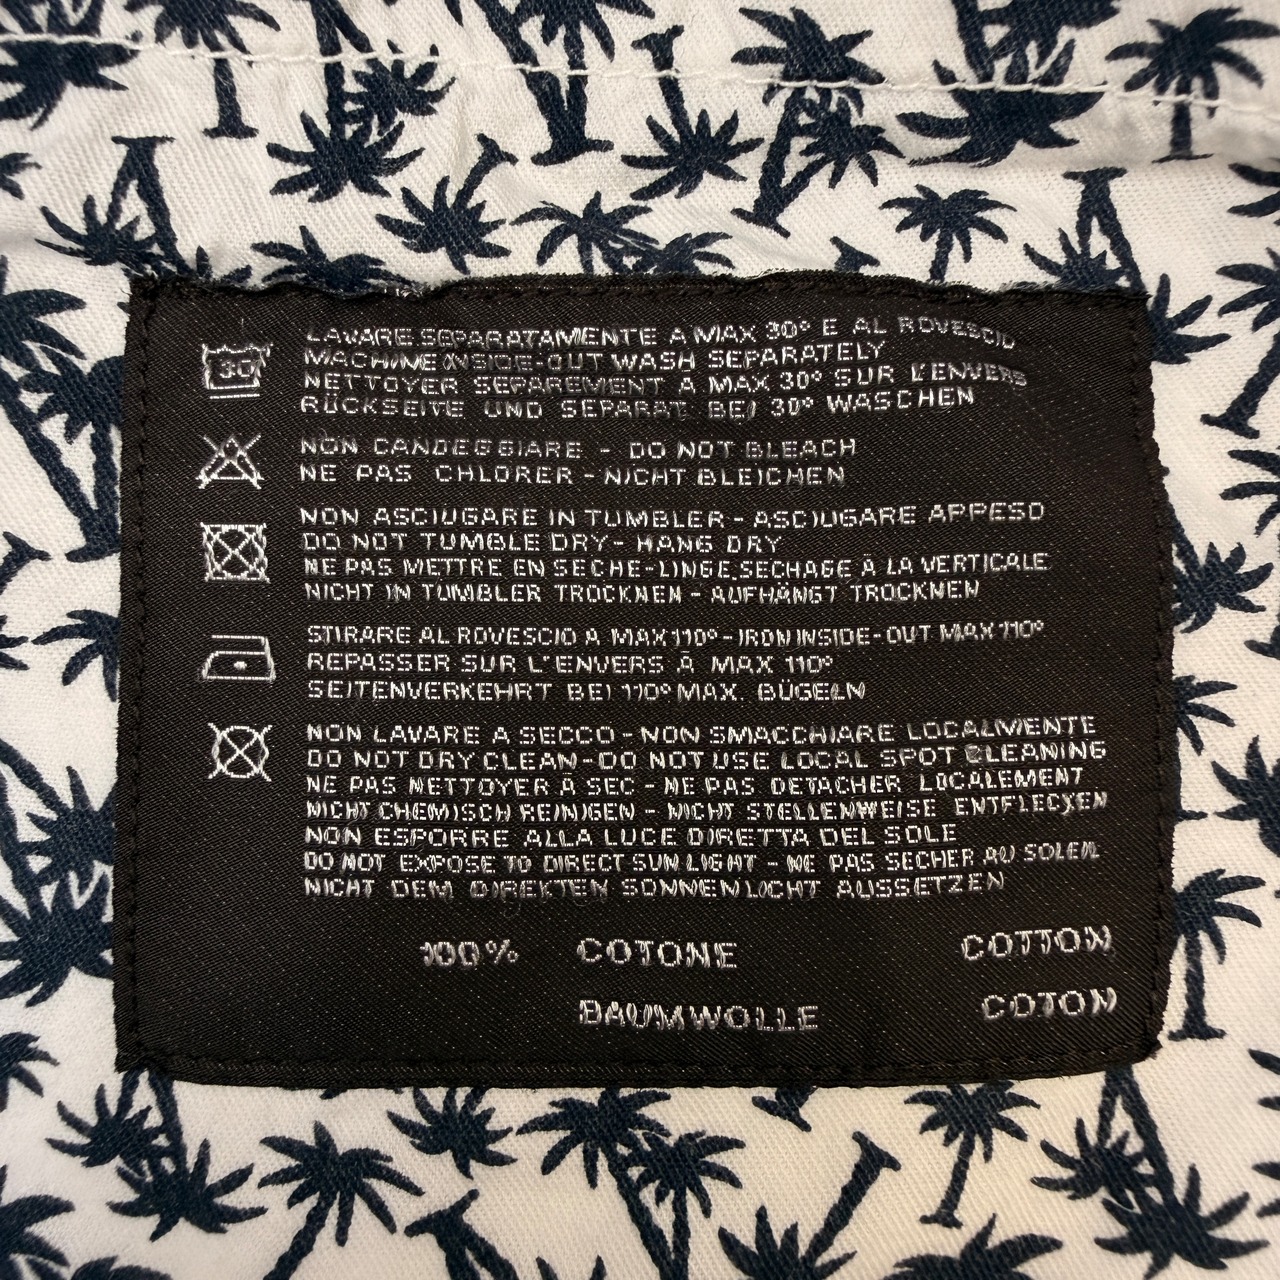 30
LAVARE SEPARATAMENTE A MAX 30° E AL ROVESCIO
MACHINE INSIDE-OUT WASH SEPARATELY
NETTOYER SEPAREMENT A MAX 30° SUR L'ENVERS
RÜCKSEITE UND SEPARAT BEI 30° WASCHEN
NON CANDEGGIARE - DO NOT BLEACH
NE PAS CHLORER - NICHT BLEICHEN
NON ASCIUGARE IN TUMBLER - ASCIUGARE APPESO
DO NOT TUMBLE DRY - HANG DRY
NE PAS METTRE EN SECHE-LINGE, SECHAGE À LA VERTICALE
NICHT IN TUMBLER TROCKNEN - AUFHÄNGT TROCKNEN
STIRARE AL ROVESCIO A MAX 110° - IRON INSIDE-OUT MAX 110°
REPASSER SUR L'ENVERS À MAX 110°
SEITENVERKEHRT BEI 110° MAX. BÜGELN
NON LAVARE A SECCO - NON SMACCHIARE LOCALMENTE
DO NOT DRY CLEAN - DO NOT USE LOCAL SPOT CLEANING
NE PAS NETTOYER À SEC - NE PAS DETACHER LOCALEMENT
NICHT CHEMISCH REINIGEN - NICHT STELLENWEISE ENTFLECKEN
NON ESPORRE ALLA LUCE DIRETTA DEL SOLE
DO NOT EXPOSE TO DIRECT SUN LIGHT - NE PAS SECHER AU SOLEIL
NICHT DEM DIREKTEN SONNENLICHT AUSSETZEN
100% COTONE COTTON
BAUMWOLLE COTON